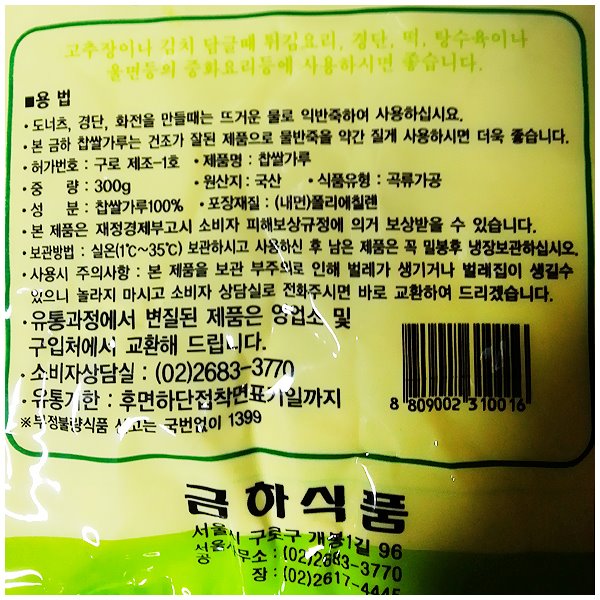 고추장이나 김치 담글때 튀김요리, 경단, 떡, 탕수육이나
울면등의 중화요리등에 사용하시면 좋습니다.
■용 법
• 도너츠, 경단, 화전을 만들때는 뜨거운 물로 익반죽하여 사용하십시요.
• 본 금하 찹쌀가루는 건조가 잘된 제품으로 물반죽을 약간 질게 사용하시면 더욱 좋습니다.
• 허가번호 : 구로 제조-1호 • 제품명 : 찹쌀가루
• 중 량 : 300g • 원산지 : 국산 • 식품유형 : 곡류가공
• 성 분 : 찹쌀가루100% • 포장재질 : (내면)폴리에칠렌
• 본 제품은 재정경제부고시 소비자 피해보상규정에 의거 보상받을 수 있습니다.
• 보관방법 : 실온(1℃~35℃) 보관하시고 사용하신 후 남은 제품은 꼭 밀봉후 냉장보관하십시오.
• 사용시 주의사항 : 본 제품을 보관 부주의로 인해 벌레가 생기거나 벌레집이 생길수
있으니 놀라지 마시고 소비자 상담실로 전화주시면 바로 교환하여 드리겠습니다.
• 유통과정에서 변질된 제품은 영업소 및
구입처에서 교환해 드립니다.
• 소비자상담실 : (02)2683-3770
• 유통기한 : 후면하단접착면표기일까지
※부정불량식품 신고는 국번없이 1399
8 809002 310016
금하식품
서울시 구로구 개봉1길 96
서울사무소 : (02)2683-3770
공 장 : (02)2617-4445